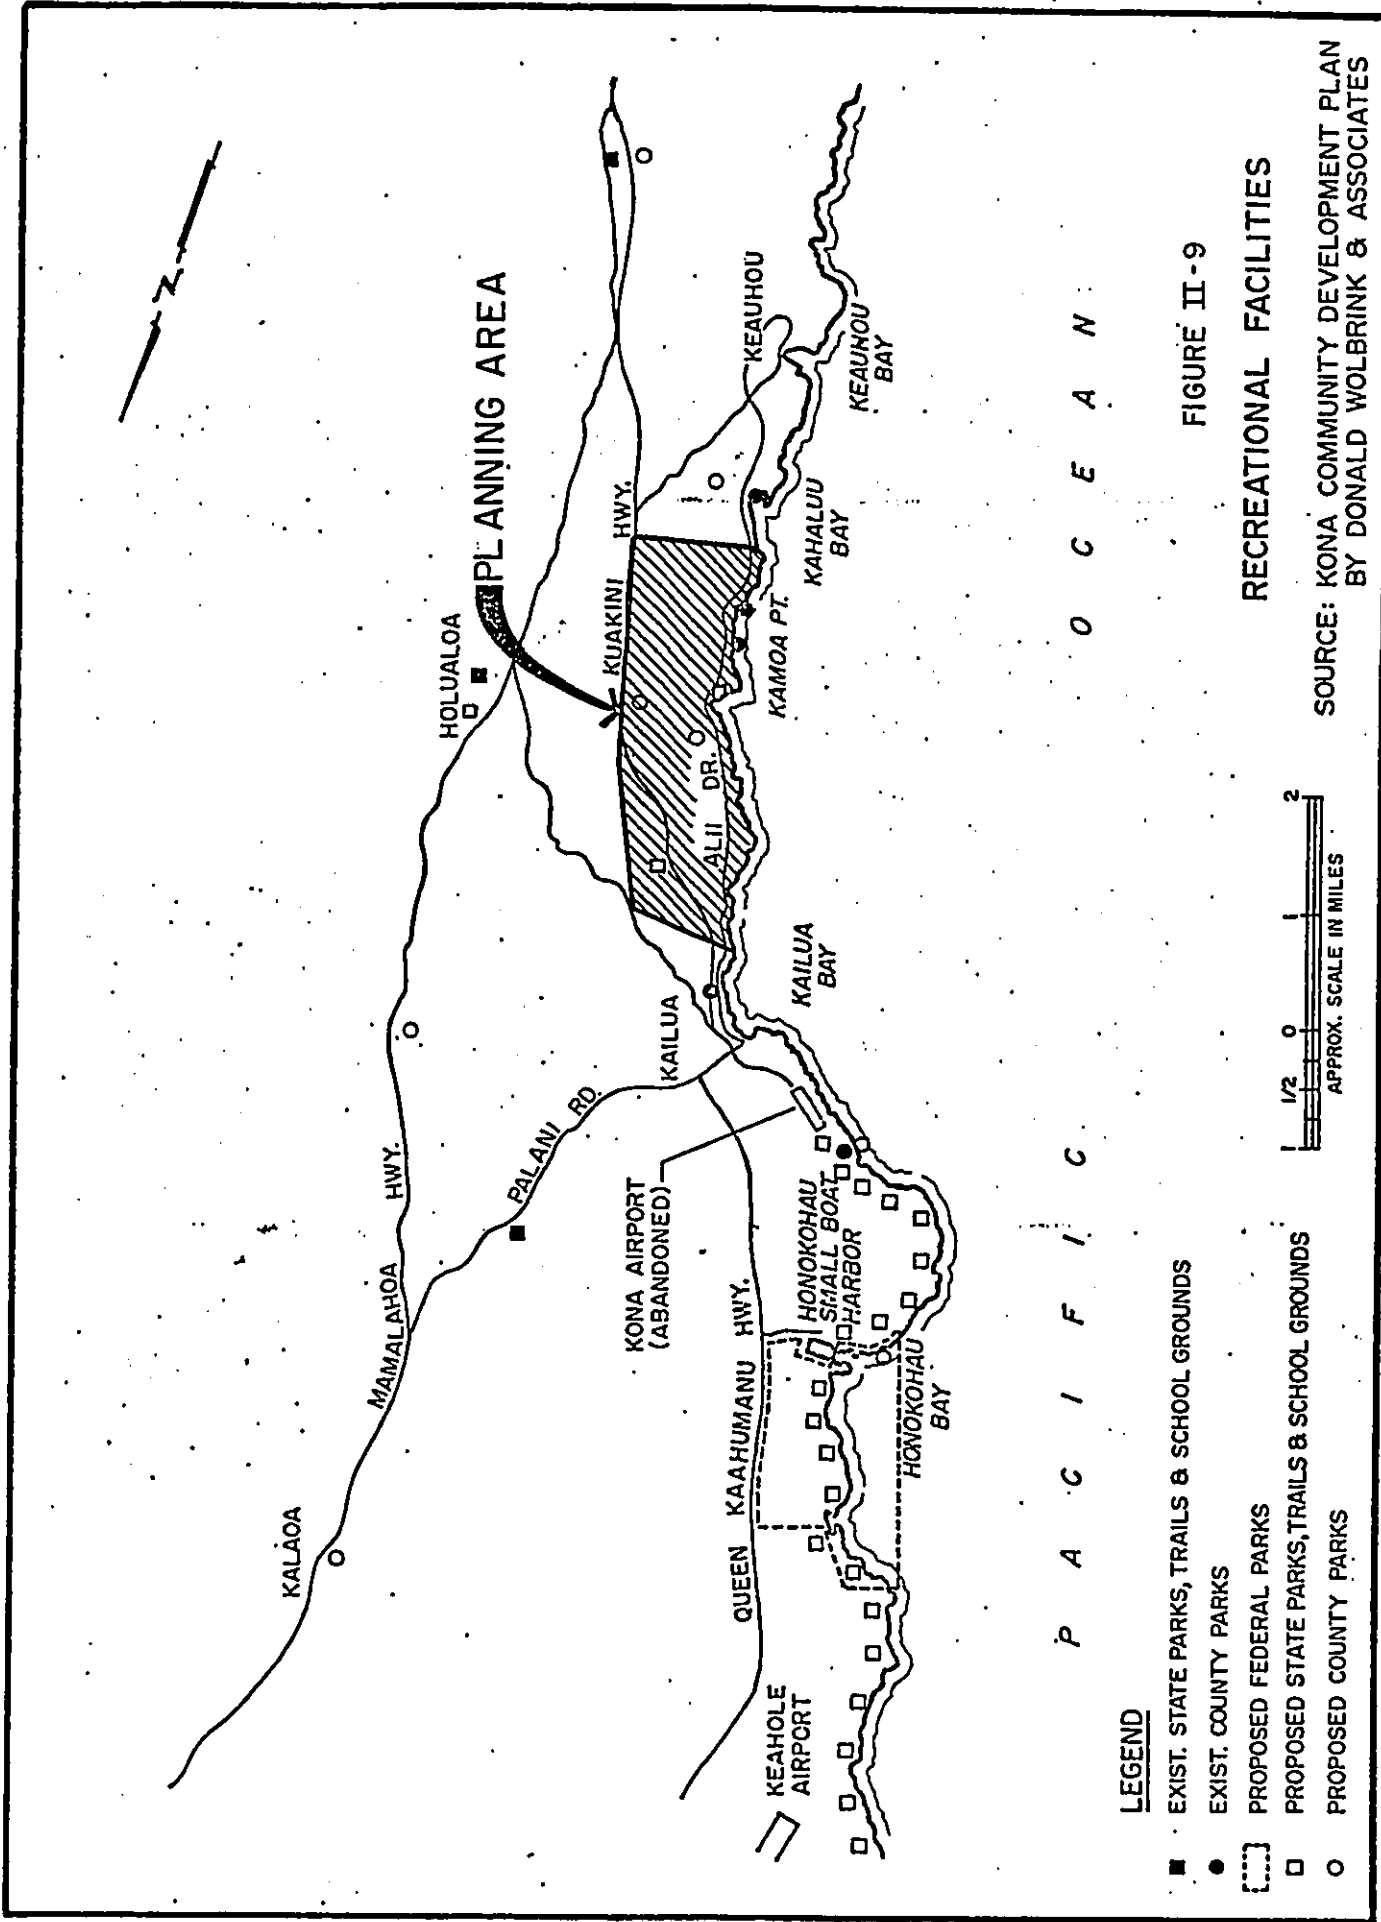 N
PLANNING AREA
HOLUALOA
KUAKINI HWY.
KEAUHOU
KEAUHOU
BAY
KAHALUU
BAY
KAMOA PT.
ALII DR.
KAILUA
BAY
KAILUA
PALANI RD.
MAMALAHOA HWY.
KALAOA
KONA AIRPORT
(ABANDONED)
HONOKOHAU
SMALL BOAT
HARBOR
HONOKOHAU
BAY
QUEEN KAAHUMANU HWY.
KEAHOLE
AIRPORT
PACIFIC OCEAN
LEGEND
EXIST. STATE PARKS, TRAILS & SCHOOL GROUNDS
EXIST. COUNTY PARKS
PROPOSED FEDERAL PARKS
PROPOSED STATE PARKS, TRAILS & SCHOOL GROUNDS
PROPOSED COUNTY PARKS
1 1/2 0 1 2
APPROX. SCALE IN MILES
FIGURE II-9
RECREATIONAL FACILITIES
SOURCE: KONA COMMUNITY DEVELOPMENT PLAN
BY DONALD WOLBRINK & ASSOCIATES